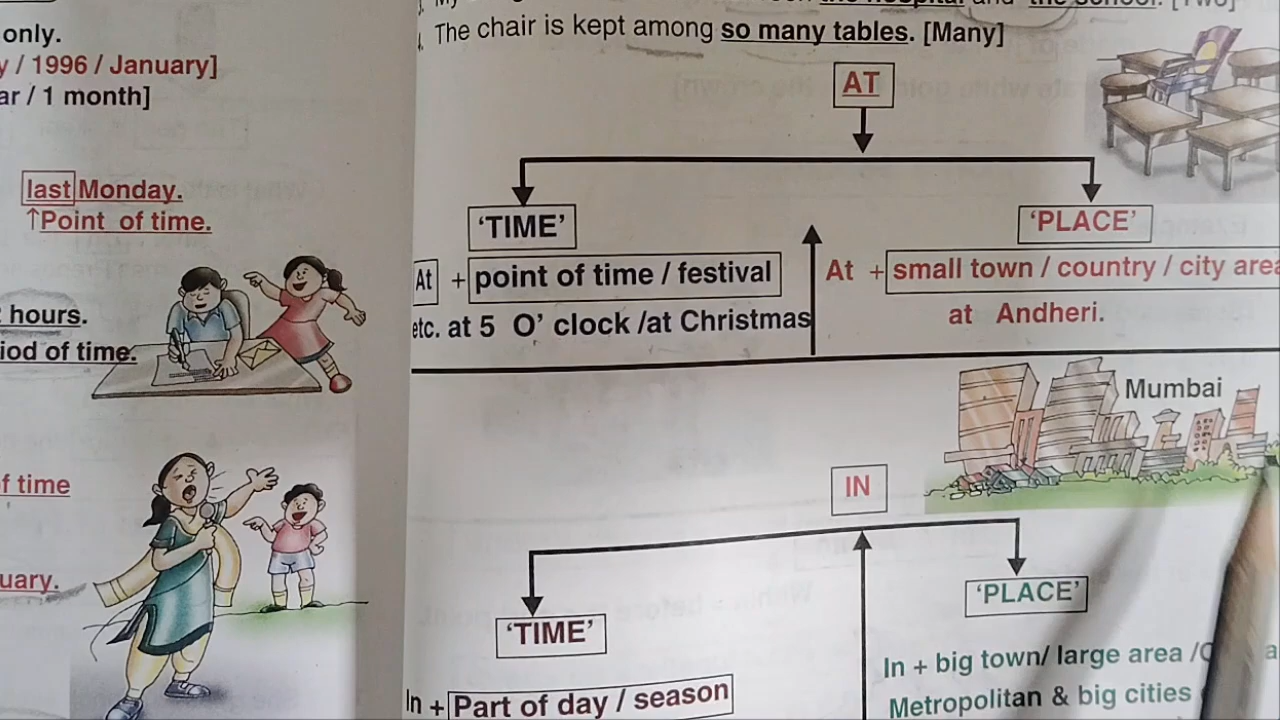 only.
/ 1996 / January]
/ 1 month]
last Monday.
↑Point of time.
hours.
of time.
time
The chair is kept among so many tables. [Many]
AT
‘TIME’
‘PLACE’
At + point of time / festival
At + small town / country / city area
etc. at 5 O’ clock /at Christmas
at Andheri.
Mumbai
IN
‘TIME’
‘PLACE’
In + big town/ large area /
In + Part of day / season
Metropolitan & big cities